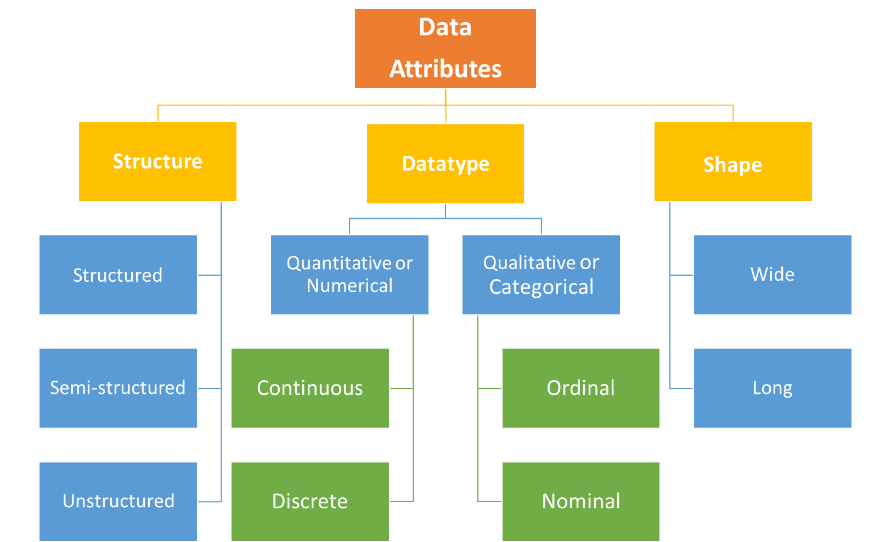 Data
Attributes
Structure
Datatype
Shape
Structured
Quantitative or
Numerical
Qualitative or
Categorical
Wide
Semi-structured
Continuous
Ordinal
Long
Unstructured
Discrete
Nominal